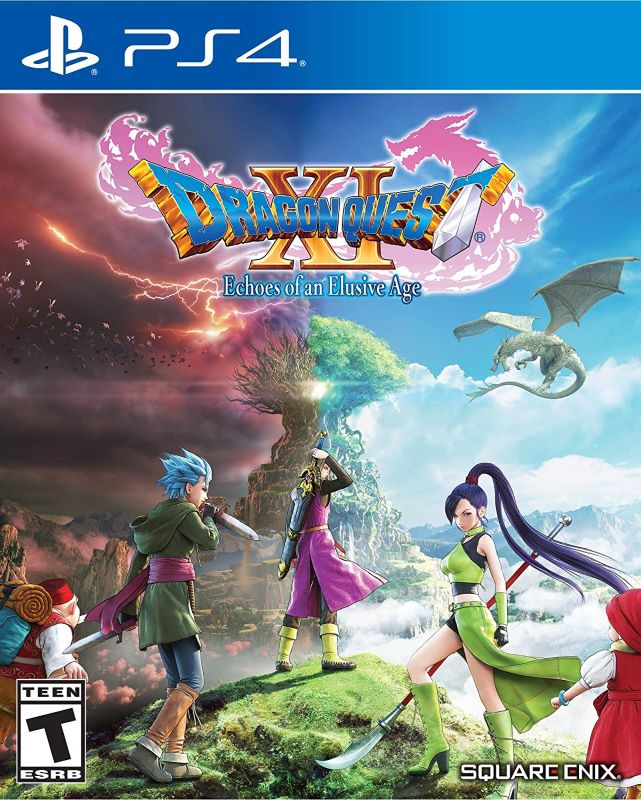 PS4
XI
DRAGON QUEST
Echoes of an Elusive Age
TEEN
T
ESRB
SQUARE ENIX